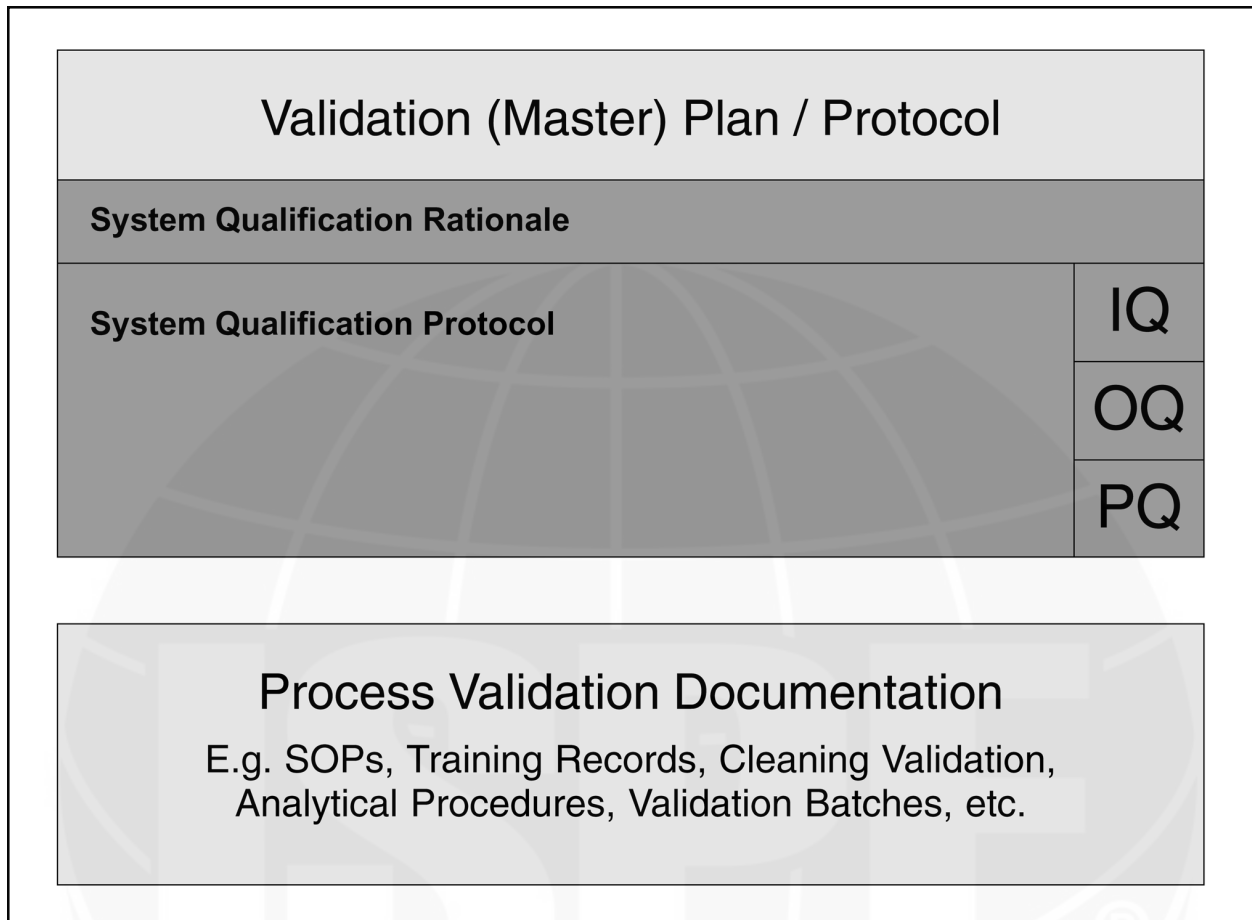 Validation (Master) Plan / Protocol
System Qualification Rationale
System Qualification Protocol
IQ
OQ
PQ
Process Validation Documentation
E.g. SOPs, Training Records, Cleaning Validation,
Analytical Procedures, Validation Batches, etc.
ISPE
®